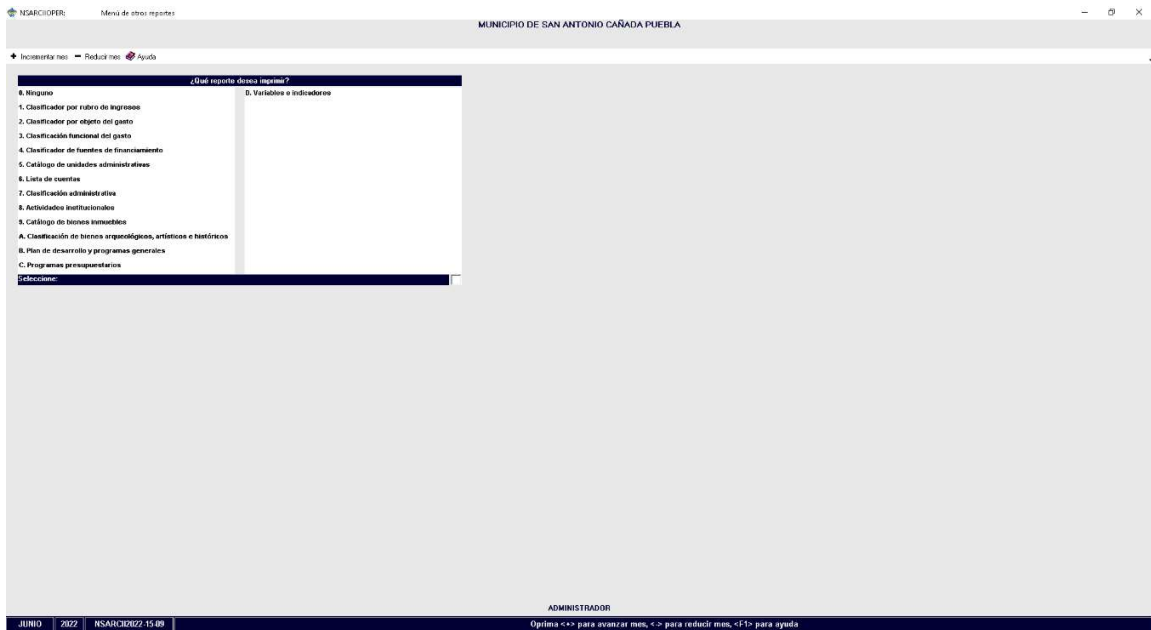 NSARCIIOPER: Menú de otros reportes
MUNICIPIO DE SAN ANTONIO CAÑADA PUEBLA
+ Incrementar mes - Reducir mes Ayuda
¿Qué reporte desea imprimir?
0. Ninguno
1. Clasificador por rubro de ingresos
2. Clasificador por objeto del gasto
3. Clasificación funcional del gasto
4. Clasificador de fuentes de financiamiento
5. Catálogo de unidades administrativas
6. Lista de cuentas
7. Clasificación administrativa
8. Actividades institucionales
9. Catálogo de bienes inmuebles
A. Clasificación de bienes arqueológicos, artísticos e históricos
B. Plan de desarrollo y programas generales
C. Programas presupuestarios
D. Variables e indicadores
Seleccione:
ADMINISTRADOR
JUNIO 2022 NSARCII2022-15-09 Oprima <+> para avanzar mes, <-> para reducir mes, <F1> para ayuda